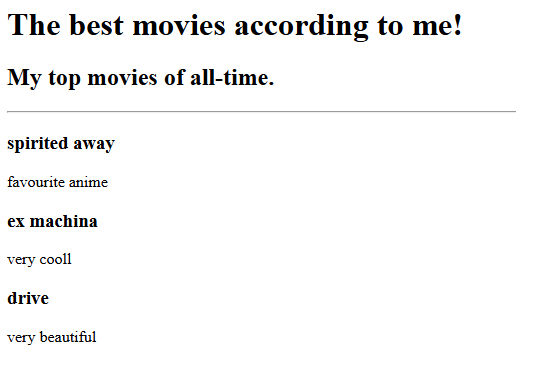 The best movies according to me!
My top movies of all-time.
spirited away
favourite anime
ex machina
very cooll
drive
very beautiful